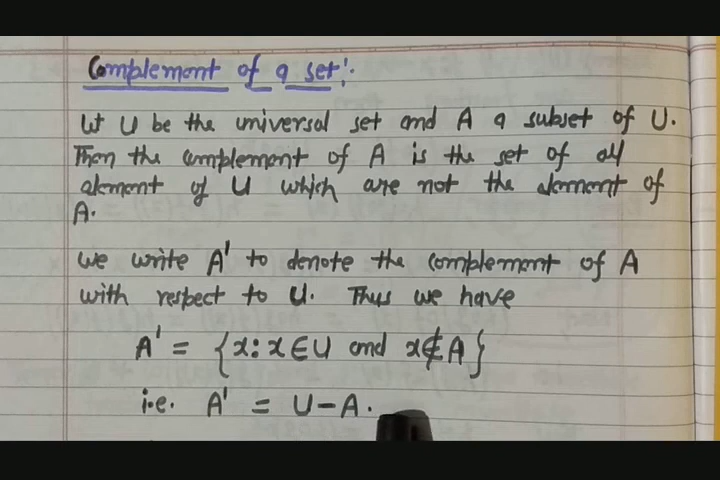 Complement of a set:-
Let U be the universal set and A a subset of U.
Then the complement of A is the set of all
element of U which are not the element of
A.
we write A' to denote the complement of A
with respect to U. Thus we have
A' = {x: x ∈ U and x ∉ A}
i.e. A' = U - A.